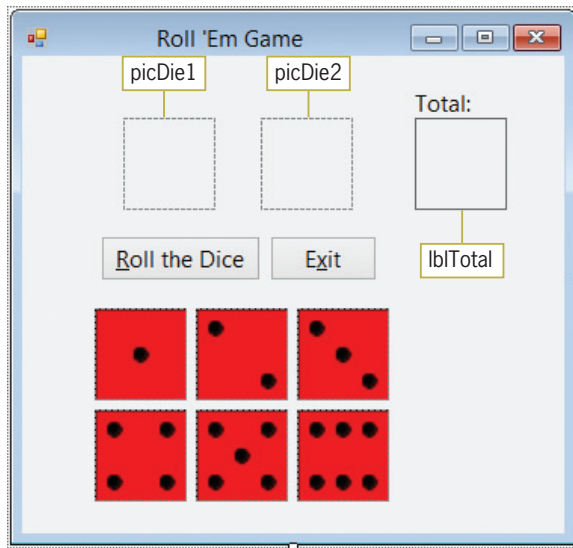 Roll 'Em Game
picDie1
picDie2
Total:
Roll the Dice
Exit
lblTotal